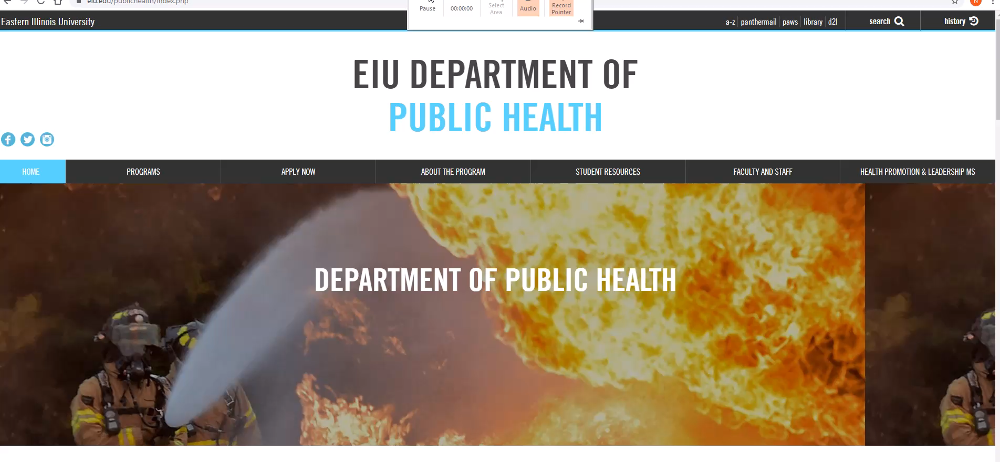 eiu.edu/publichealth/index.php
N
Pause
00:00:00
Select
Area
Audio
Record
Pointer
Eastern Illinois University
a-z panthermail paws library d2l search history
EIU DEPARTMENT OF
PUBLIC HEALTH
HOME PROGRAMS APPLY NOW ABOUT THE PROGRAM STUDENT RESOURCES FACULTY AND STAFF HEALTH PROMOTION & LEADERSHIP MS
DEPARTMENT OF PUBLIC HEALTH